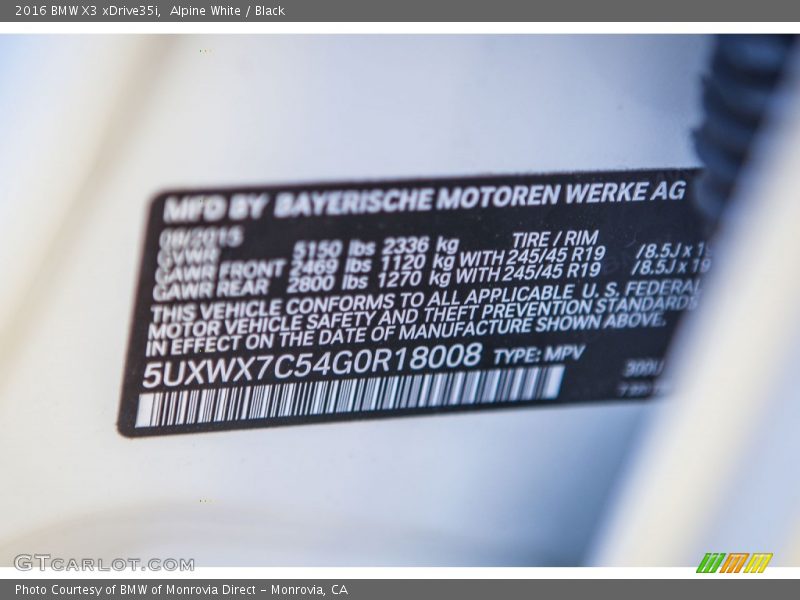 2016 BMW X3 xDrive35i,  Alpine White / Black
MFD BY BAYERISCHE MOTOREN WERKE AG
08/2015 TIRE / RIM
GVWR 5150 lbs 2336 kg
GAWR FRONT 2469 lbs 1120 kg WITH 245/45 R19 /8.5J x 19
GAWR REAR 2800 lbs 1270 kg WITH 245/45 R19 /8.5J x 19
THIS VEHICLE CONFORMS TO ALL APPLICABLE U.S. FEDERAL
MOTOR VEHICLE SAFETY AND THEFT PREVENTION STANDARDS
IN EFFECT ON THE DATE OF MANUFACTURE SHOWN ABOVE.
5UXWX7C54G0R18008 TYPE: MPV
300U
GTCARLOT.COM
Photo Courtesy of BMW of Monrovia Direct – Monrovia, CA